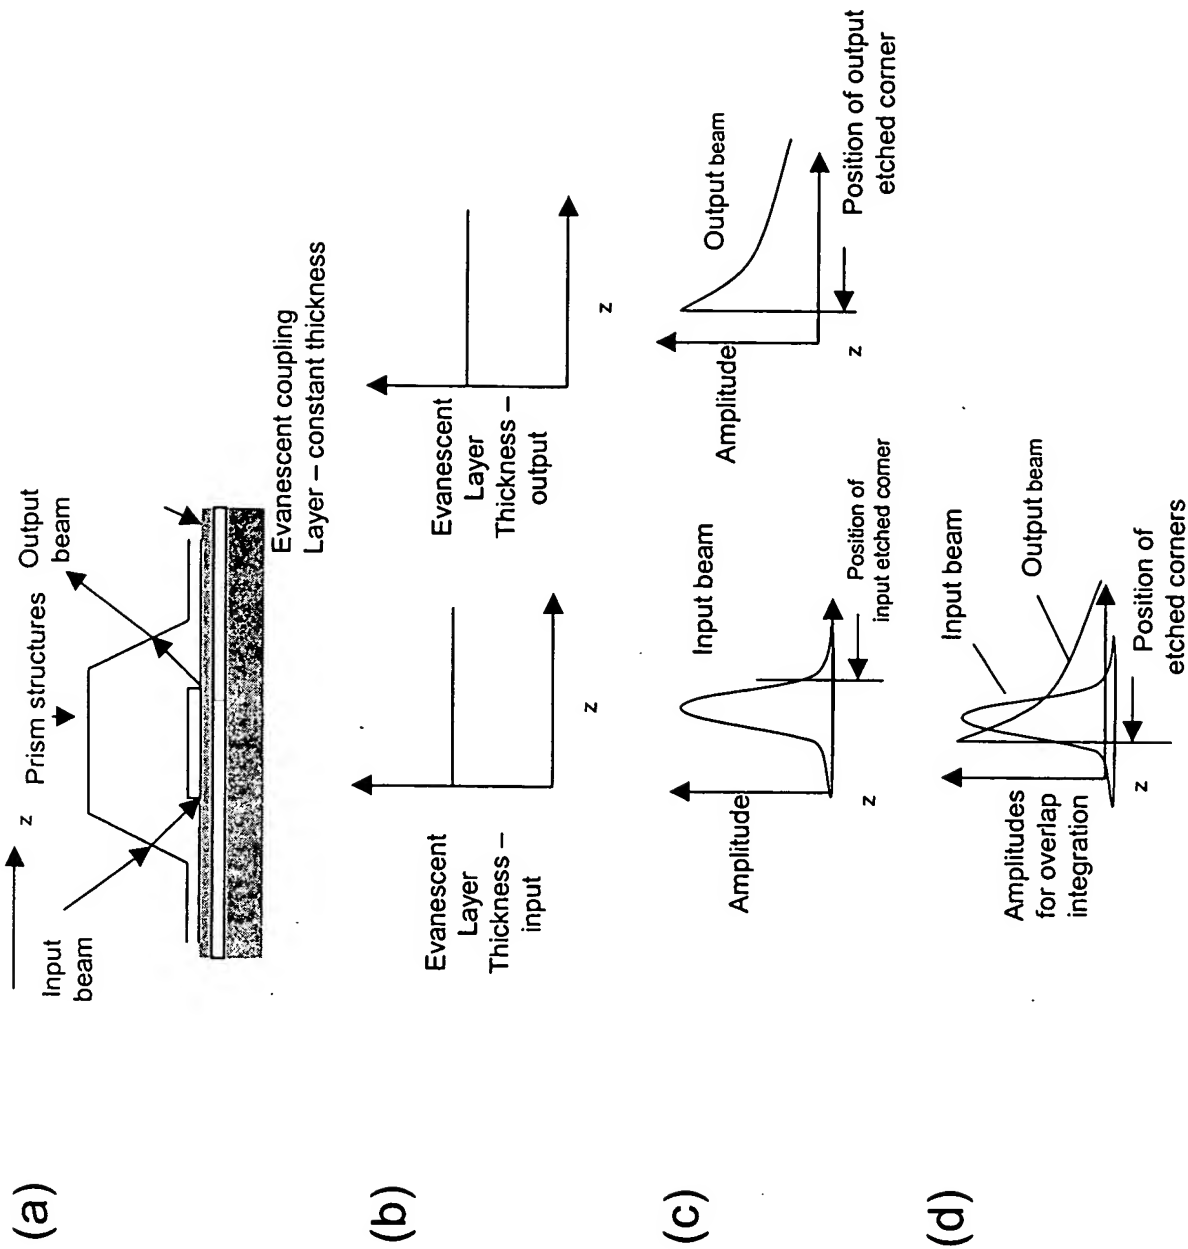 (a)
z
Prism structures
Input
beam
Output
beam
Evanescent coupling
Layer – constant thickness
(b)
Evanescent
Layer
Thickness –
input
z
Evanescent
Layer
Thickness –
output
z
(c)
Amplitude
Input beam
z
Position of
input etched corner
Amplitude
Output beam
z
Position of output
etched corner
(d)
Amplitudes
for overlap
integration
Input beam
Output beam
z
Position of
etched corners